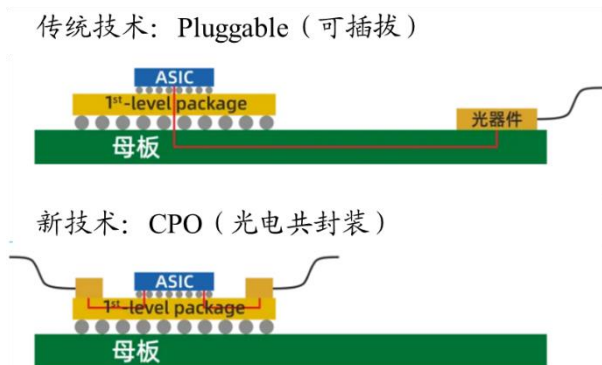 传统技术：Pluggable（可插拔）
ASIC
1st-level package
光器件
母板
新技术：CPO（光电共封装）
ASIC
1st-level package
母板